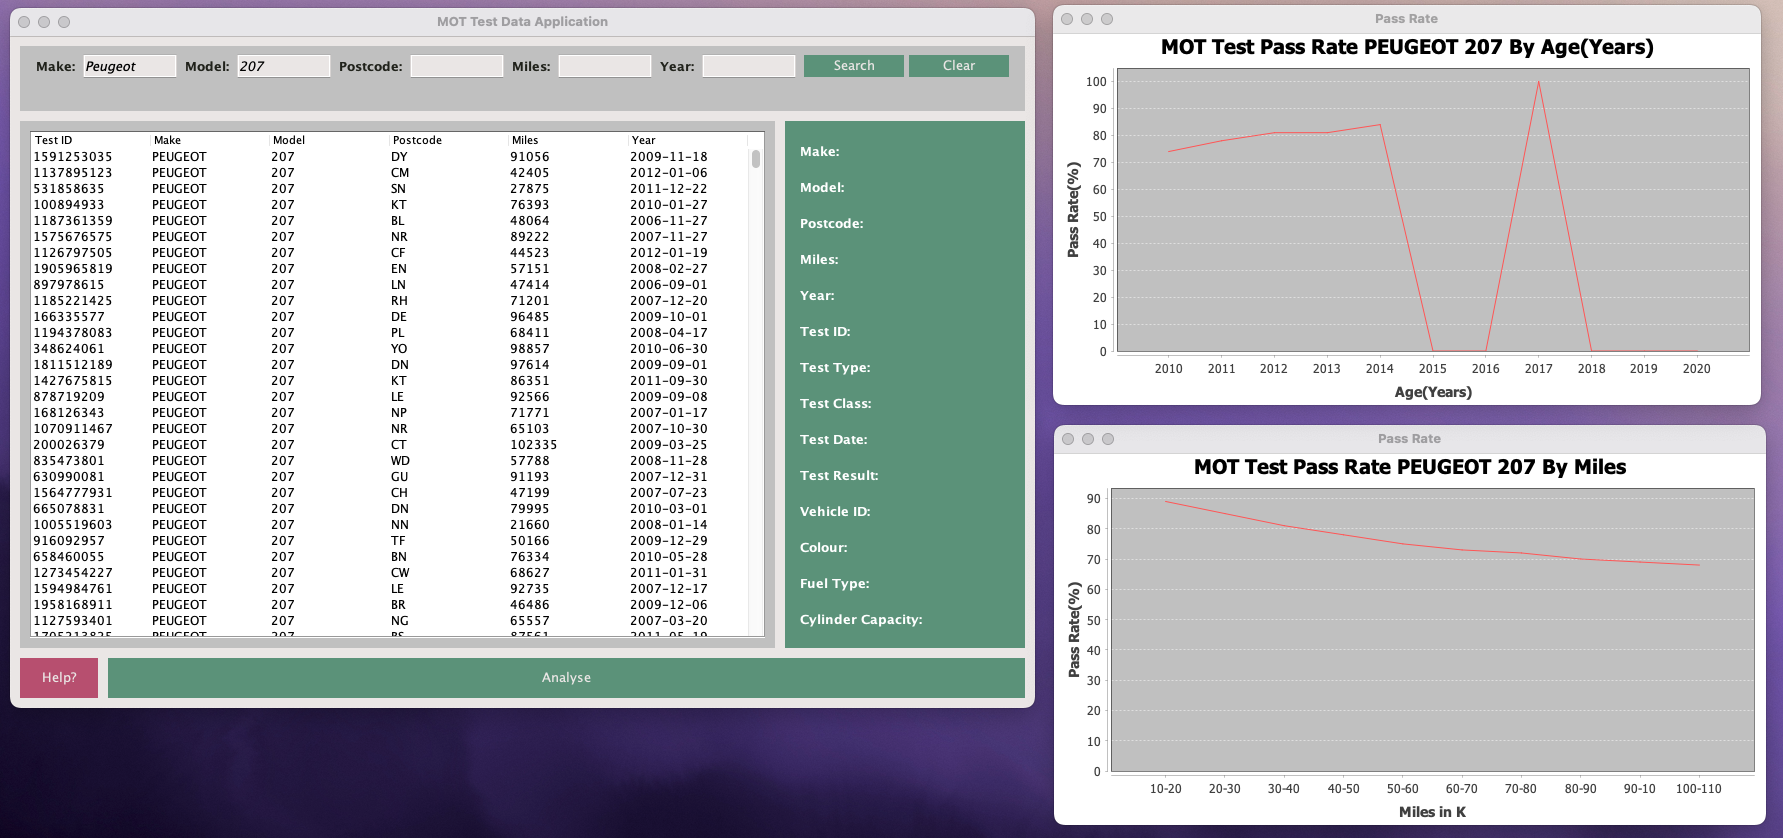 MOT Test Data Application
Make: Peugeot Model: 207 Postcode: Miles: Year: Search Clear
Test ID Make Model Postcode Miles Year
1591253035 PEUGEOT 207 DY 91056 2009-11-18
1137895123 PEUGEOT 207 CM 42405 2012-01-06
531858635 PEUGEOT 207 SN 27875 2011-12-22
100894933 PEUGEOT 207 KT 76393 2010-01-27
1187361359 PEUGEOT 207 BL 48064 2006-11-27
1575676575 PEUGEOT 207 NR 89222 2007-11-27
1126797505 PEUGEOT 207 CF 44523 2012-01-19
1905965819 PEUGEOT 207 EN 57151 2008-02-27
897978615 PEUGEOT 207 LN 47414 2006-09-01
1185221425 PEUGEOT 207 RH 71201 2007-12-20
166335577 PEUGEOT 207 DE 96485 2009-10-01
1194378083 PEUGEOT 207 PL 68411 2008-04-17
348624061 PEUGEOT 207 YO 98857 2010-06-30
1811512189 PEUGEOT 207 DN 97614 2009-09-01
1427675815 PEUGEOT 207 KT 86351 2011-09-30
878719209 PEUGEOT 207 LE 92566 2009-09-08
168126343 PEUGEOT 207 NP 71771 2007-01-17
1070911467 PEUGEOT 207 NR 65103 2007-10-30
200026379 PEUGEOT 207 CT 102335 2009-03-25
835473801 PEUGEOT 207 WD 57788 2008-11-28
630990081 PEUGEOT 207 GU 91193 2007-12-31
1564777931 PEUGEOT 207 CH 47199 2007-07-23
665078831 PEUGEOT 207 DN 79995 2010-03-01
1005519603 PEUGEOT 207 NN 21660 2008-01-14
916092957 PEUGEOT 207 TF 50166 2009-12-29
658460055 PEUGEOT 207 BN 76334 2010-05-28
1273454227 PEUGEOT 207 CW 68627 2011-01-31
1594984761 PEUGEOT 207 LE 92735 2007-12-17
1958168911 PEUGEOT 207 BR 46486 2009-12-06
1127593401 PEUGEOT 207 NG 65557 2007-03-20
PEUGEOT 207
Make:
Model:
Postcode:
Miles:
Year:
Test ID:
Test Type:
Test Class:
Test Date:
Test Result:
Vehicle ID:
Colour:
Fuel Type:
Cylinder Capacity:
Help? Analyse
Pass Rate
MOT Test Pass Rate PEUGEOT 207 By Age(Years)
100
90
80
70
60
50
40
30
20
10
0
Pass Rate(%)
2010 2011 2012 2013 2014 2015 2016 2017 2018 2019 2020
Age(Years)
Pass Rate
MOT Test Pass Rate PEUGEOT 207 By Miles
90
80
70
60
50
40
30
20
10
0
Pass Rate(%)
10-20 20-30 30-40 40-50 50-60 60-70 70-80 80-90 90-10 100-110
Miles in K